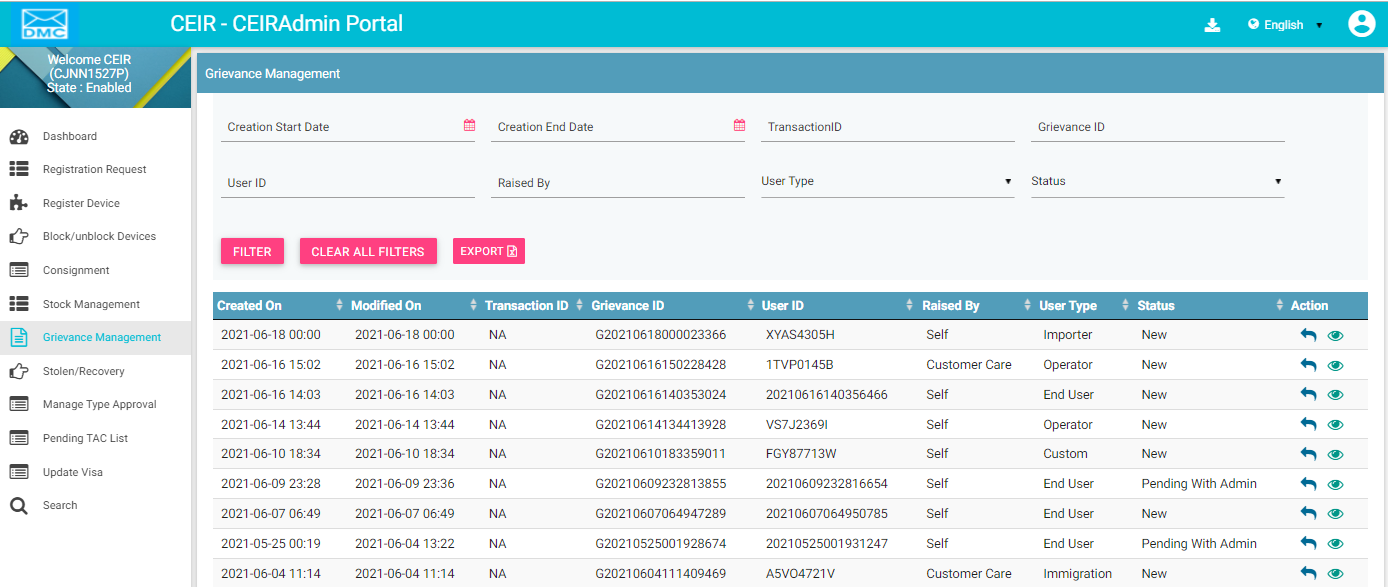 DMC
CEIR - CEIRAdmin Portal
English
Welcome CEIR
(CJNN1527P)
State : Enabled
Dashboard
Registration Request
Register Device
Block/unblock Devices
Consignment
Stock Management
Grievance Management
Stolen/Recovery
Manage Type Approval
Pending TAC List
Update Visa
Search
Grievance Management
Creation Start Date Creation End Date TransactionID Grievance ID
User ID Raised By User Type Status
FILTER CLEAR ALL FILTERS EXPORT
Created On Modified On Transaction ID Grievance ID User ID Raised By User Type Status Action
2021-06-18 00:00 2021-06-18 00:00 NA G20210618000023366 XYAS4305H Self Importer New
2021-06-16 15:02 2021-06-16 15:02 NA G20210616150228428 1TVP0145B Customer Care Operator New
2021-06-16 14:03 2021-06-16 14:03 NA G20210616140353024 20210616140356466 Self End User New
2021-06-14 13:44 2021-06-14 13:44 NA G20210614134413928 VS7J2369I Self Operator New
2021-06-10 18:34 2021-06-10 18:34 NA G20210610183359011 FGY87713W Self Custom New
2021-06-09 23:28 2021-06-09 23:36 NA G20210609232813855 20210609232816654 Self End User Pending With Admin
2021-06-07 06:49 2021-06-07 06:49 NA G20210607064947289 20210607064950785 Self End User New
2021-05-25 00:19 2021-06-04 13:22 NA G20210525001928674 20210525001931247 Self End User Pending With Admin
2021-06-04 11:14 2021-06-04 11:14 NA G20210604111409469 A5VO4721V Customer Care Immigration New